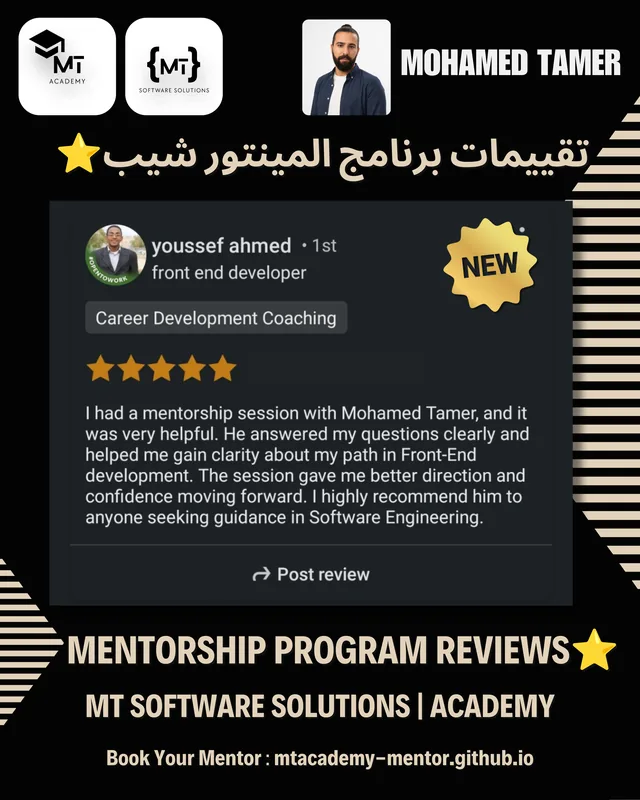 MT
ACADEMY
{MT}
SOFTWARE SOLUTIONS
MOHAMED TAMER
تقييمات برنامج المينتور شيب⭐
youssef ahmed • 1st
front end developer
#OPENTOWORK
NEW
Career Development Coaching
I had a mentorship session with Mohamed Tamer, and it
was very helpful. He answered my questions clearly and
helped me gain clarity about my path in Front-End
development. The session gave me better direction and
confidence moving forward. I highly recommend him to
anyone seeking guidance in Software Engineering.
Post review
MENTORSHIP PROGRAM REVIEWS⭐
MT SOFTWARE SOLUTIONS | ACADEMY
Book Your Mentor : mtacademy-mentor.github.io